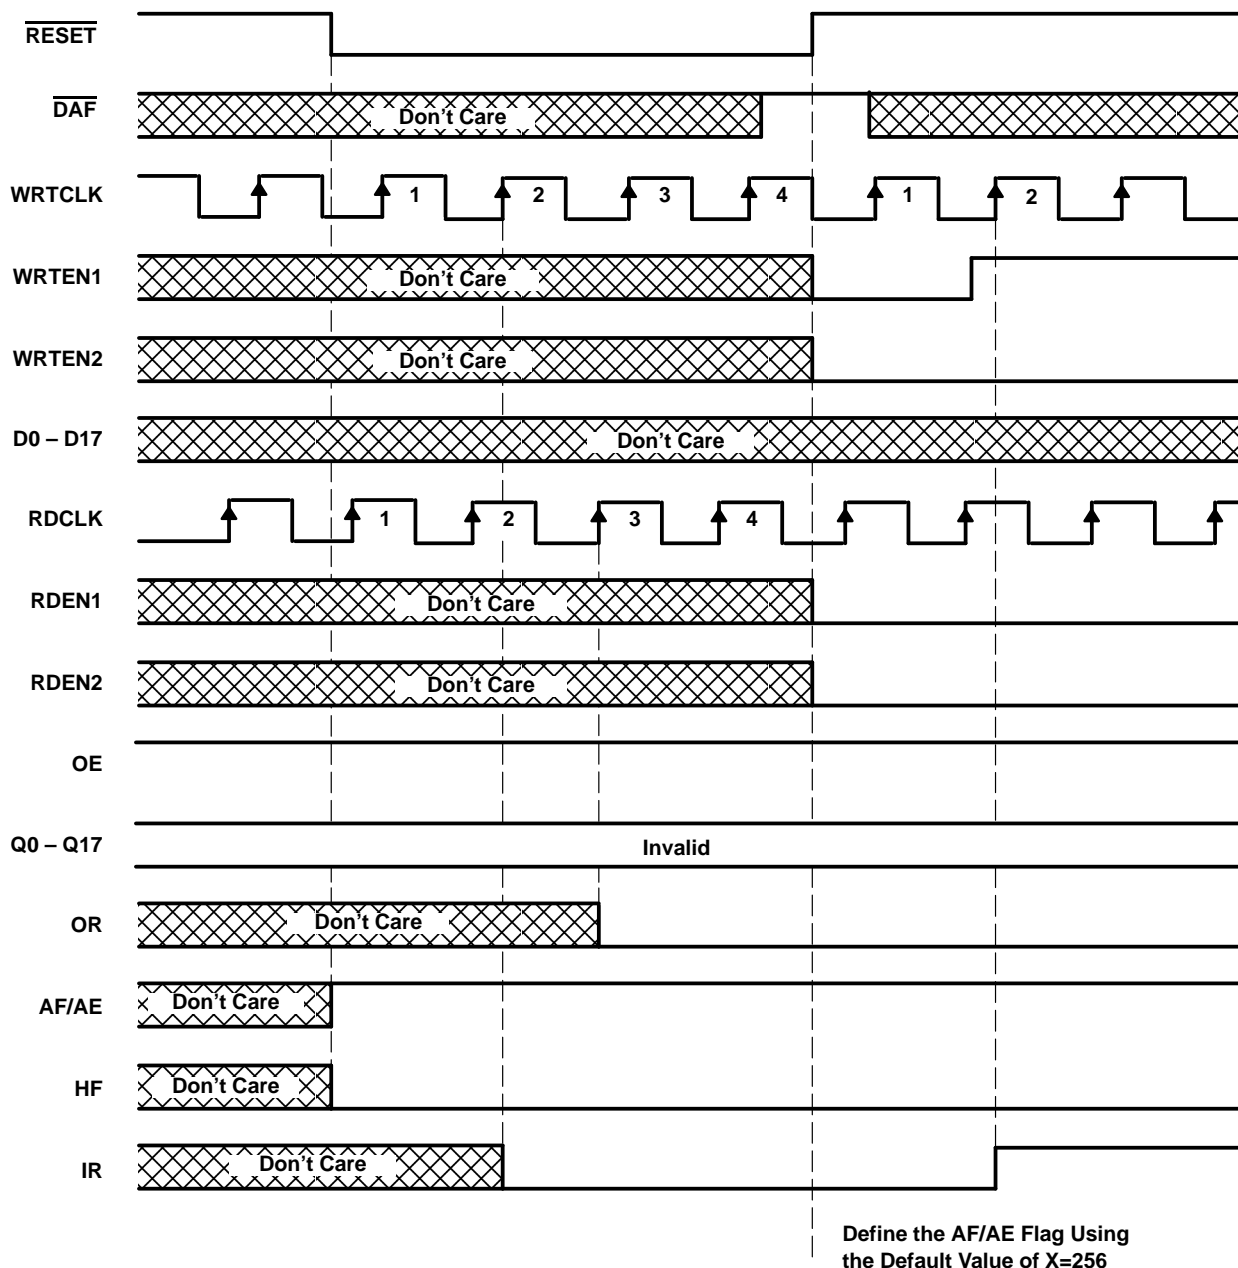 RESET
DAF
Don't Care
WRTCLK
1 2 3 4 1 2
WRTEN1
Don't Care
WRTEN2
Don't Care
D0 – D17
Don't Care
RDCLK
1 2 3 4
RDEN1
Don't Care
RDEN2
Don't Care
OE
Q0 – Q17
Invalid
OR
Don't Care
AF/AE
Don't Care
HF
Don't Care
IR
Don't Care
Define the AF/AE Flag Using
the Default Value of X=256